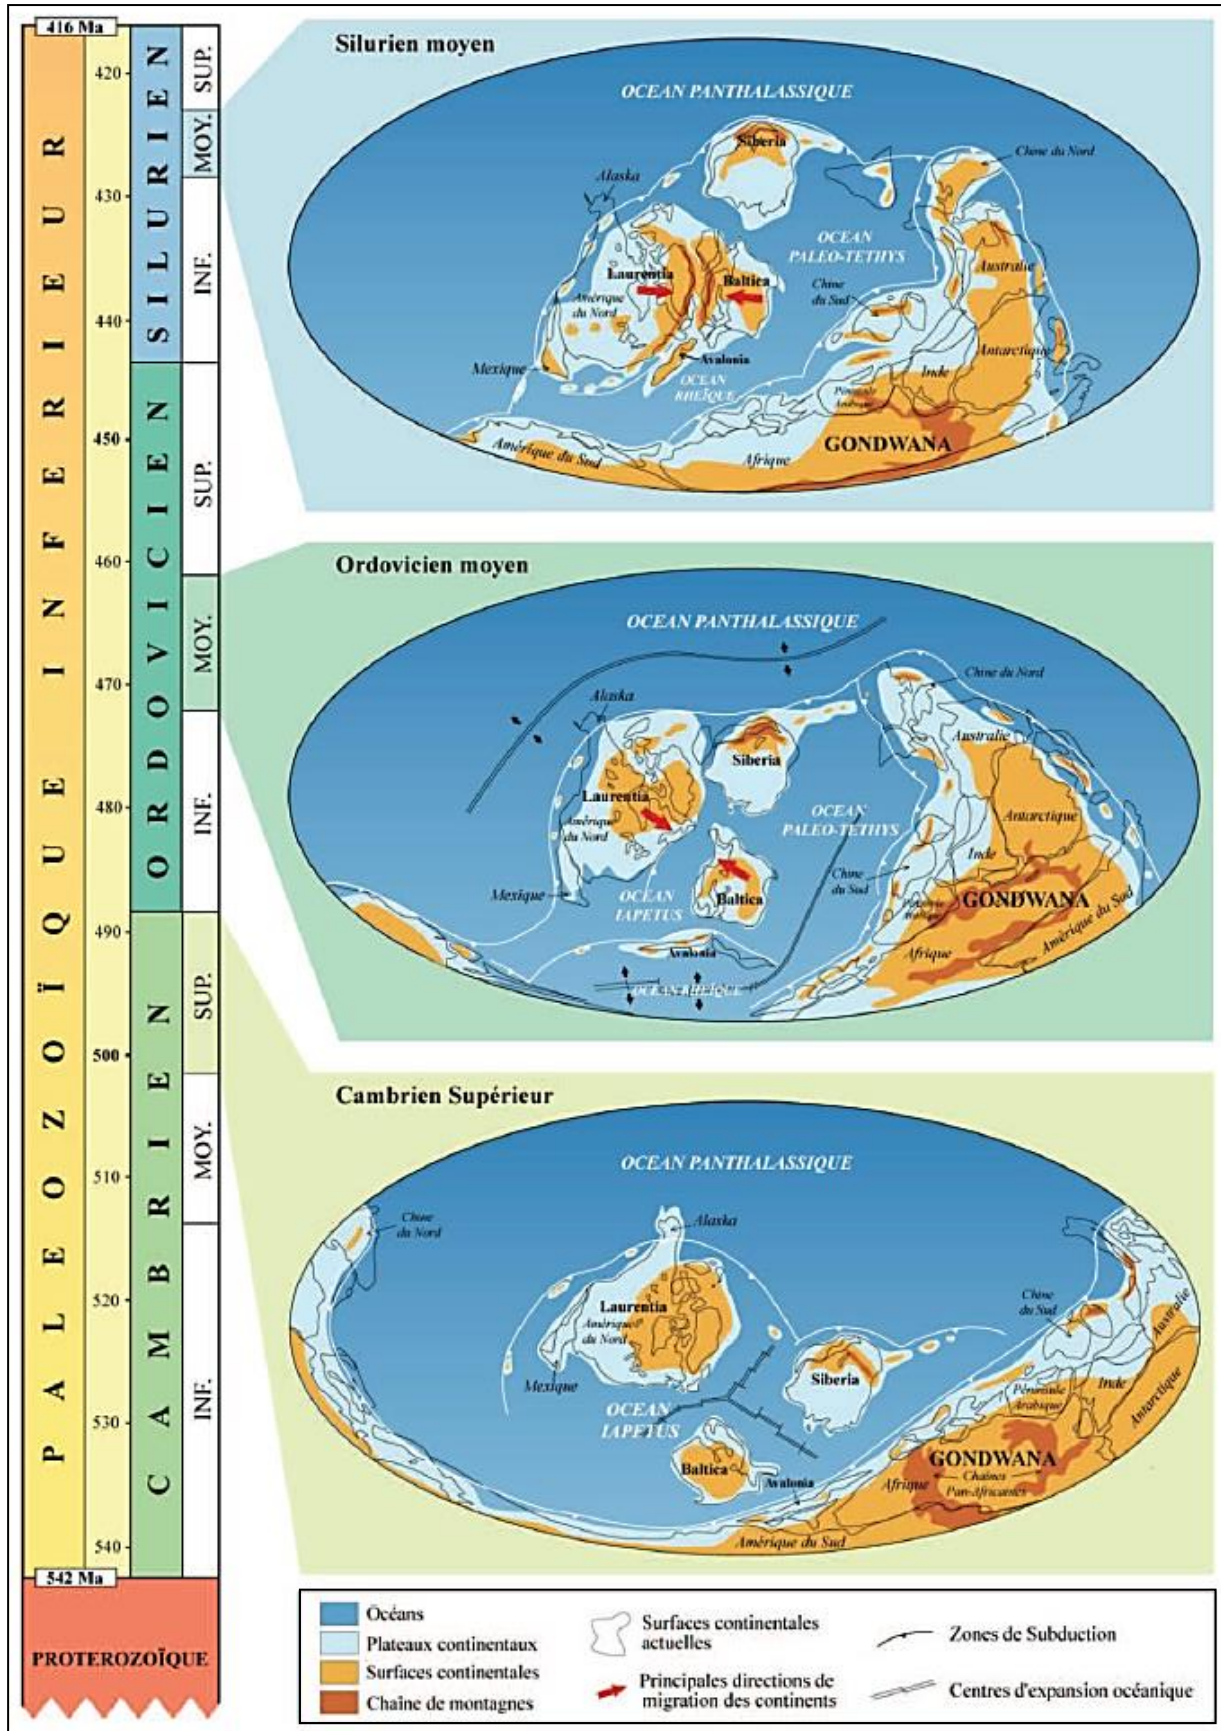 416 Ma
420
430
440
450
460
470
480
490
500
510
520
530
540
542 Ma
PALEOZOÏQUE INFERIEUR
SILURIEN
SUP.
MOY.
INF.
ORDOVICIEN
SUP.
MOY.
INF.
CAMBRIEN
SUP.
MOY.
INF.
PROTEROZOÏQUE
Silurien moyen
OCEAN PANTHALASSIQUE
Siberia
Chine du Nord
Alaska
OCEAN
PALEO-TETHYS
Laurentia
Baltica
Australie
Amérique
du Nord
Chine
du Sud
Antarctique
Avalonia
Mexique
Inde
OCEAN
RHEÏQUE
Péninsule
Arabique
GONDWANA
Amérique du Sud
Afrique
Ordovicien moyen
OCEAN PANTHALASSIQUE
Chine du Nord
Alaska
Australie
Siberia
Laurentia
OCEAN
PALEO-TETHYS
Amérique
du Nord
Antarctique
Inde
Chine
du Sud
Mexique
OCEAN
IAPETUS
Baltica
GONDWANA
Amérique du Sud
Avalonia
Afrique
OCEAN RHEÏQUE
Cambrien Supérieur
OCEAN PANTHALASSIQUE
Chine
du Nord
Alaska
Laurentia
Amérique
du Nord
Chine
du Sud
Australie
Mexique
Siberia
Inde
Péninsule
Arabique
Antarctique
OCEAN
IAPETUS
Baltica
GONDWANA
Avalonia
Afrique
Chaînes
Pan-Africaines
Amérique du Sud
Océans
Plateaux continentaux
Surfaces continentales
Chaîne de montagnes
Surfaces continentales
actuelles
Principales directions de
migration des continents
Zones de Subduction
Centres d'expansion océanique